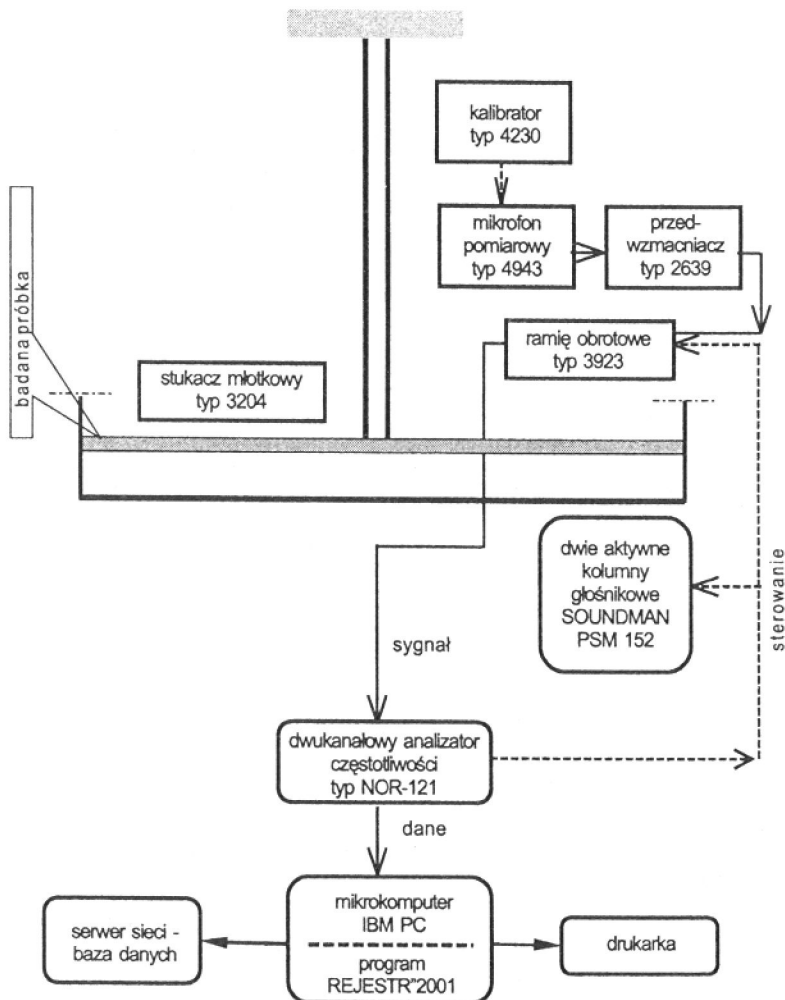 kalibrator
typ 4230
mikrofon
pomiarowy
typ 4943
przed-
wzmacniacz
typ 2639
ramię obrotowe
typ 3923
badana próbka
stukacz młotkowy
typ 3204
dwie aktywne
kolumny
głośnikowe
SOUNDMAN
PSM 152
sterowanie
sygnał
dwukanałowy analizator
częstotliwości
typ NOR-121
dane
mikrokomputer
IBM PC
program
REJESTR"2001
serwer sieci -
baza danych
drukarka